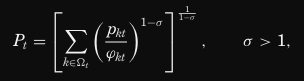 $$P_t = \left[ \sum_{k \in \Omega_t} \left( \frac{p_{kt}}{\varphi_{kt}} \right)^{1-\sigma} \right]^{\frac{1}{1-\sigma}}, \qquad \sigma > 1,$$